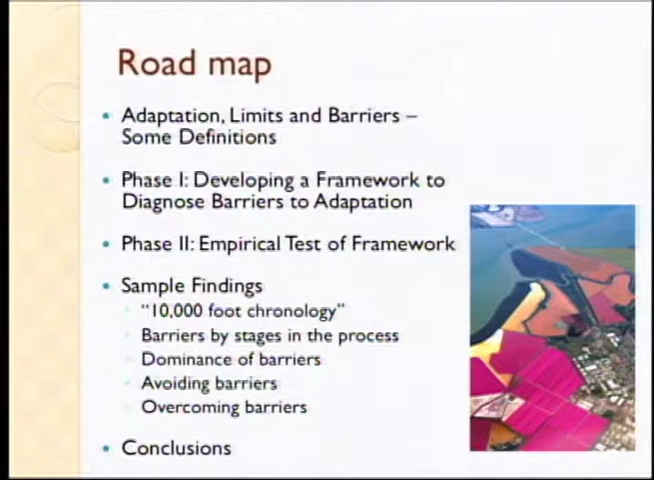 Road map
Adaptation, Limits and Barriers –
Some Definitions
Phase I: Developing a Framework to
Diagnose Barriers to Adaptation
Phase II: Empirical Test of Framework
Sample Findings
"10,000 foot chronology"
Barriers by stages in the process
Dominance of barriers
Avoiding barriers
Overcoming barriers
Conclusions